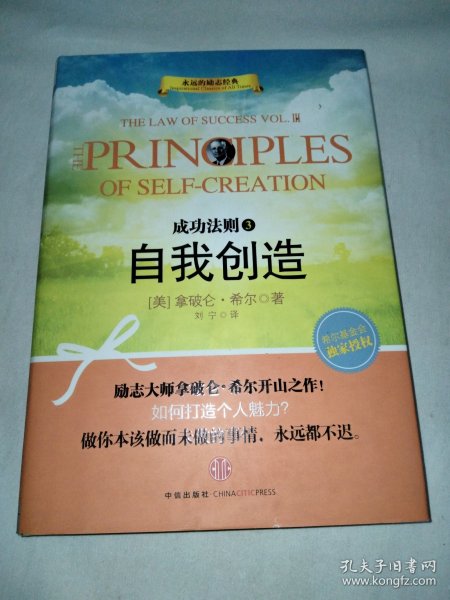 永远的励志经典
Inspirational Classics of All Times
THE LAW OF SUCCESS VOL.
THE
PRINCIPLES
OF SELF-CREATION
成功法则3
自我创造
[美] 拿破仑·希尔◎著
刘宁◎译
希尔基金会
独家授权
励志大师拿破仑·希尔开山之作！
如何打造个人魅力？
做你本该做而未做的事情，永远都不迟。
中信出版社·CHINACITICPRESS
孔夫子旧书网
www.kongfz.com